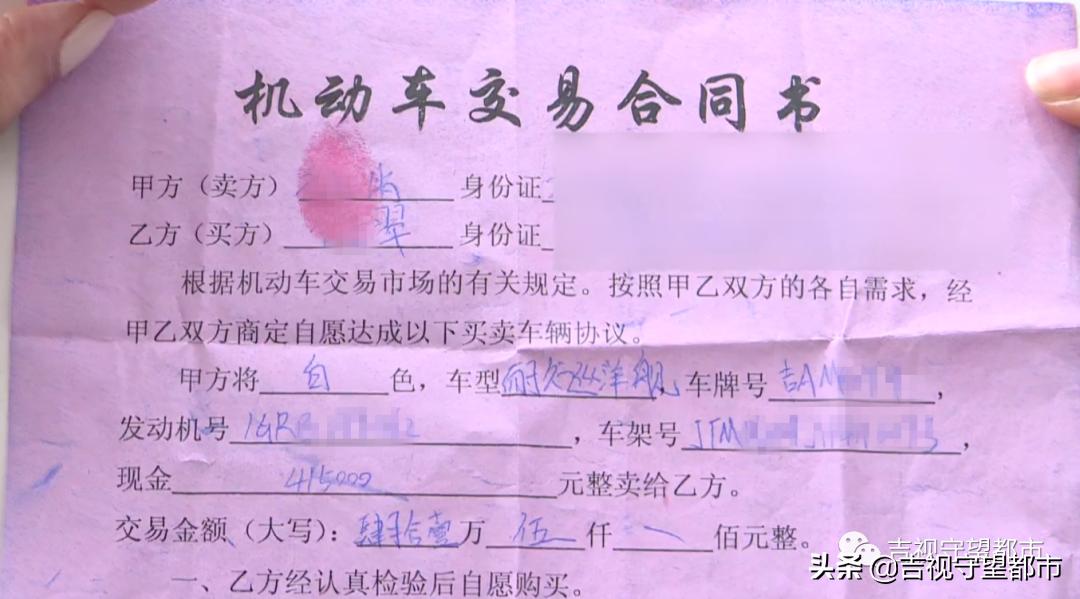 机动车交易合同书
甲方（卖方） 身份证
乙方（买方） 翠 身份证
根据机动车交易市场的有关规定。按照甲乙双方的各自需求，经
甲乙双方商定自愿达成以下买卖车辆协议。
甲方将 白 色，车型 巡洋舰，车牌号 吉AM，
发动机号 1GR，车架号 JTM，
现金 415000 元整卖给乙方。
交易金额（大写）：肆拾壹万 伍 仟 佰元整。
一、乙方经认真检验后自愿购买。
吉视守望都市
头条 @吉视守望都市